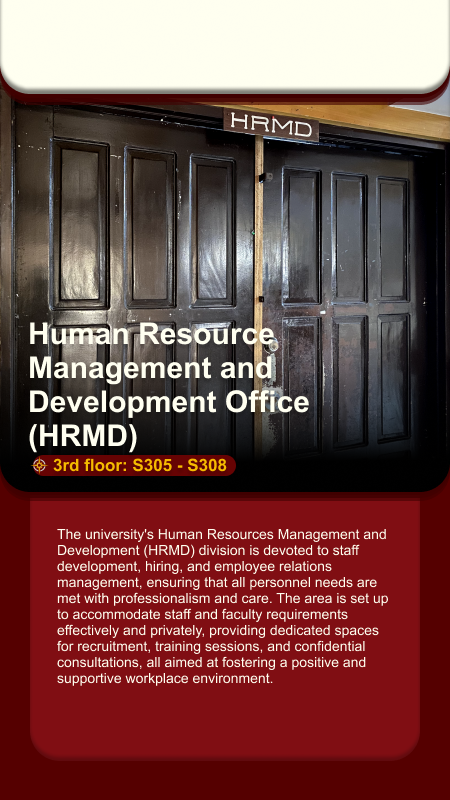 HRMD
Human Resource
Management and
Development Office
(HRMD)
3rd floor: S305 - S308
The university's Human Resources Management and
Development (HRMD) division is devoted to staff
development, hiring, and employee relations
management, ensuring that all personnel needs are
met with professionalism and care. The area is set up
to accommodate staff and faculty requirements
effectively and privately, providing dedicated spaces
for recruitment, training sessions, and confidential
consultations, all aimed at fostering a positive and
supportive workplace environment.